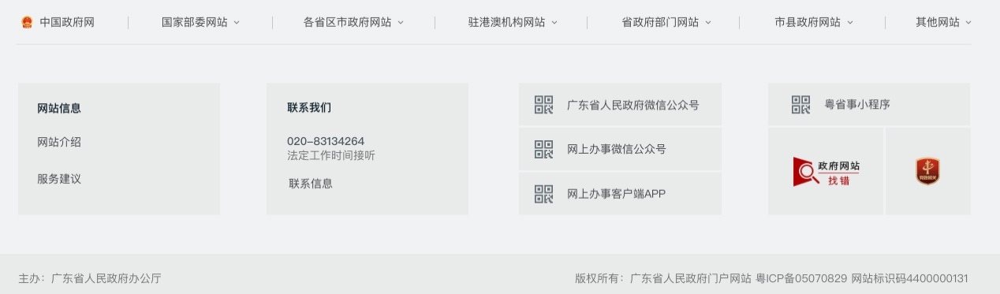 中国政府网
国家部委网站
各省区市政府网站
驻港澳机构网站
省政府部门网站
市县政府网站
其他网站
网站信息
网站介绍
服务建议
联系我们
020-83134264
法定工作时间接听
联系信息
广东省人民政府微信公众号
网上办事微信公众号
网上办事客户端APP
粤省事小程序
政府网站
找错
党政机关
主办：广东省人民政府办公厅
版权所有：广东省人民政府门户网站 粤ICP备05070829 网站标识码4400000131